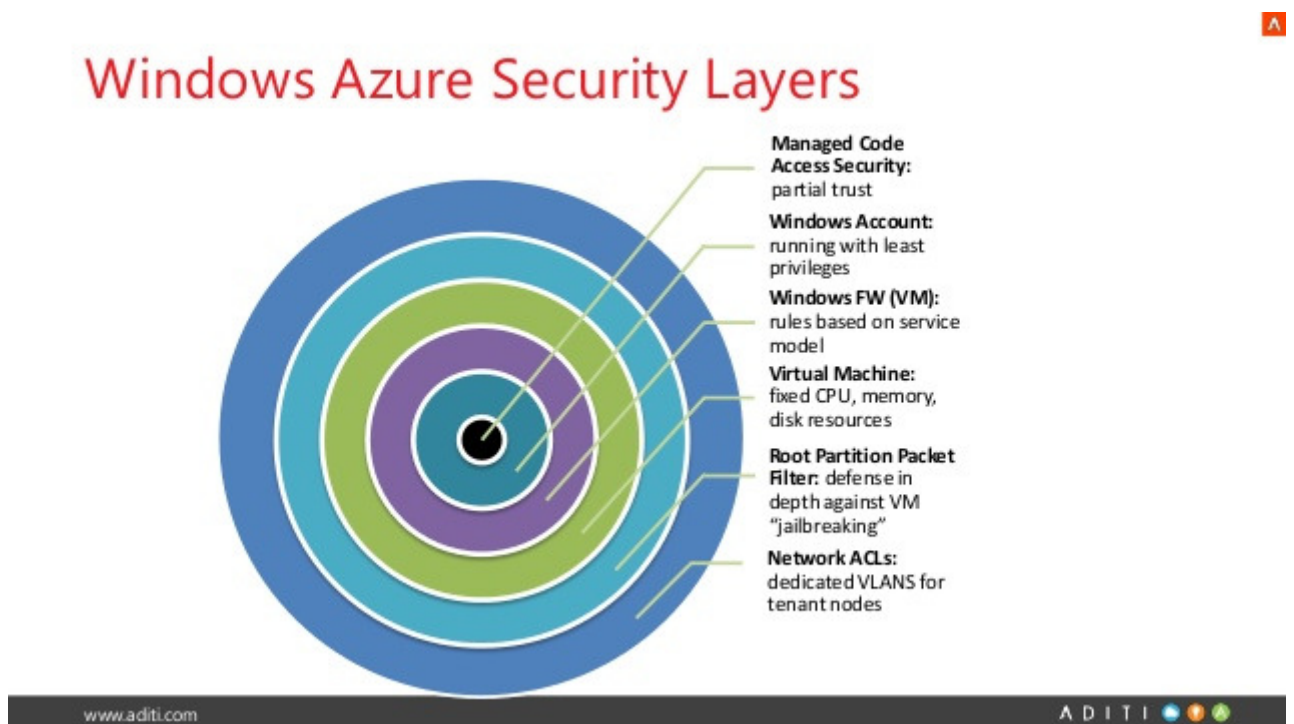 Windows Azure Security Layers
Managed Code
Access Security:
partial trust
Windows Account:
running with least
privileges
Windows FW (VM):
rules based on service
model
Virtual Machine:
fixed CPU, memory,
disk resources
Root Partition Packet
Filter: defense in
depth against VM
“jailbreaking”
Network ACLs:
dedicated VLANS for
tenant nodes
www.aditi.com
ADITI